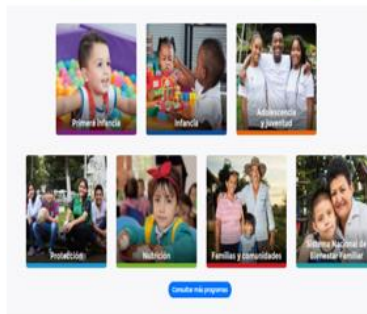 Primera Infancia
Infancia
Adolescencia
y juventud
Protección
Nutrición
Familias y comunidades
Sistema Nacional de
Bienestar Familiar
Consultar más programas